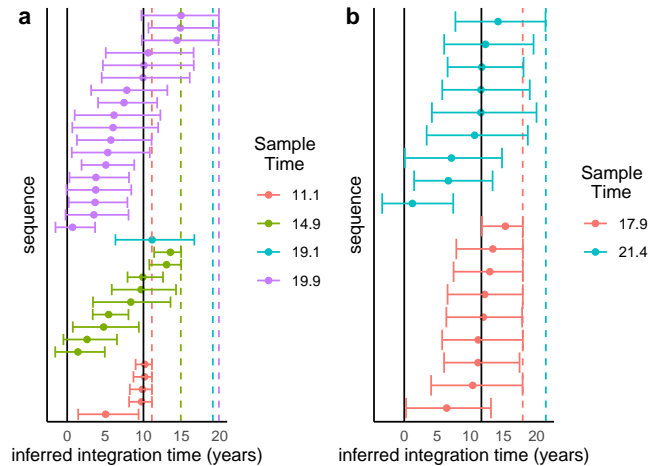 a
sequence
0
5
10
15
20
inferred integration time (years)
Sample
Time
11.1
14.9
19.1
19.9
b
sequence
0
5
10
15
20
inferred integration time (years)
Sample
Time
17.9
21.4